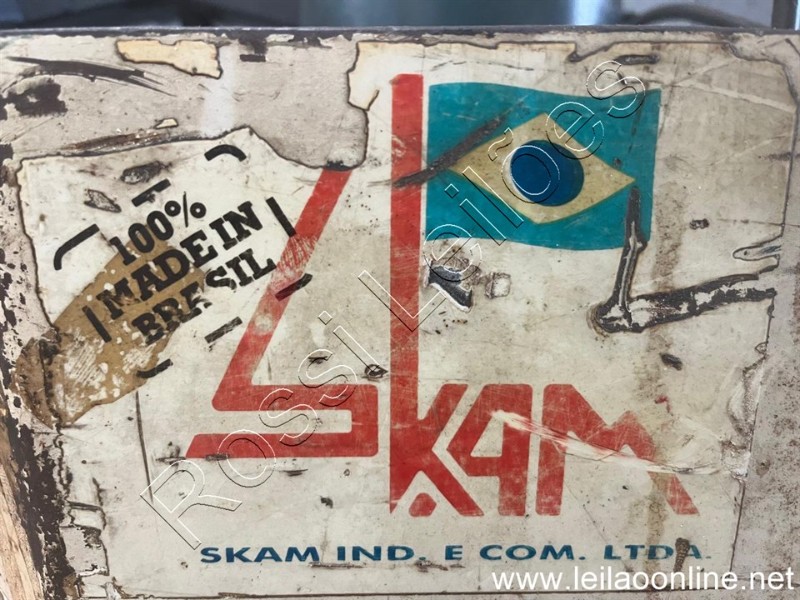 100%
MADE IN
BRASIL
SKAM
SKAM IND. E COM. LTDA.
Rossi Leilões
www.leilaoonline.net